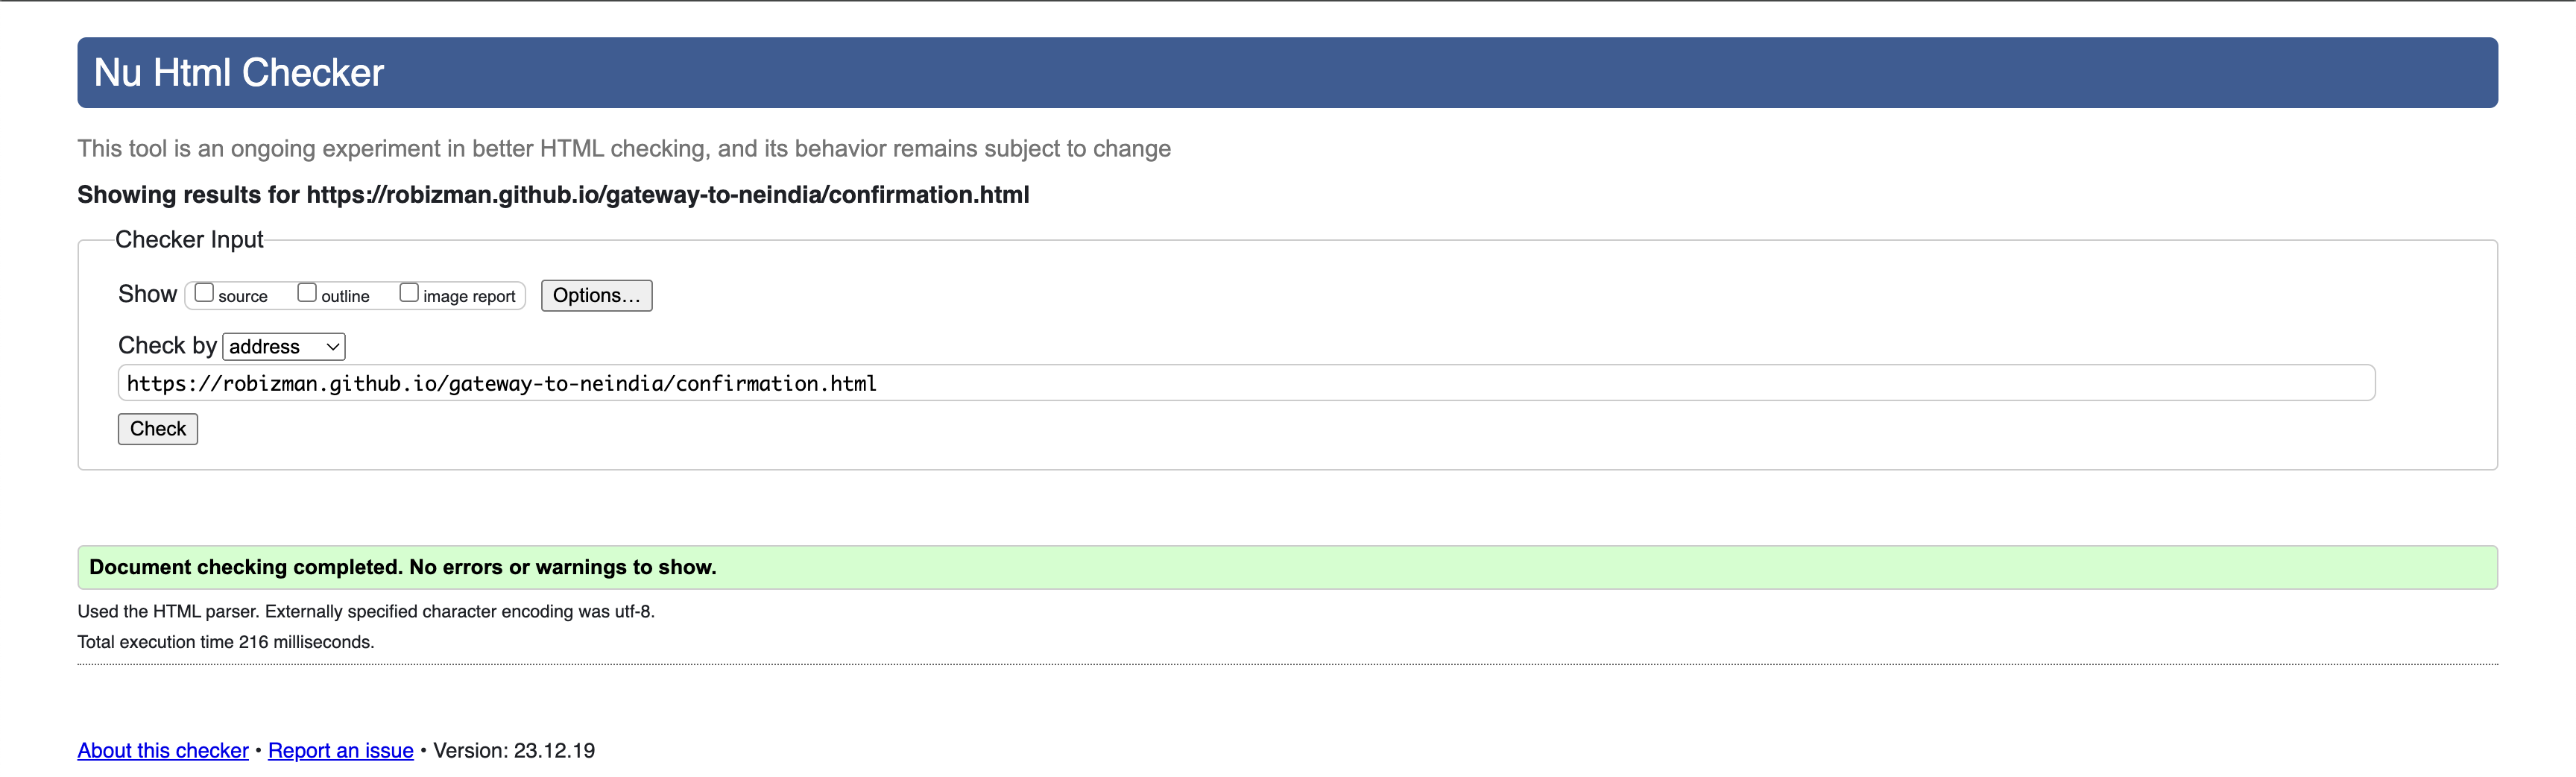 Nu Html Checker
This tool is an ongoing experiment in better HTML checking, and its behavior remains subject to change
Showing results for https://robizman.github.io/gateway-to-neindia/confirmation.html
Checker Input
Show source outline image report Options…
Check by address
https://robizman.github.io/gateway-to-neindia/confirmation.html
Check
Document checking completed. No errors or warnings to show.
Used the HTML parser. Externally specified character encoding was utf-8.
Total execution time 216 milliseconds.
About this checker • Report an issue • Version: 23.12.19